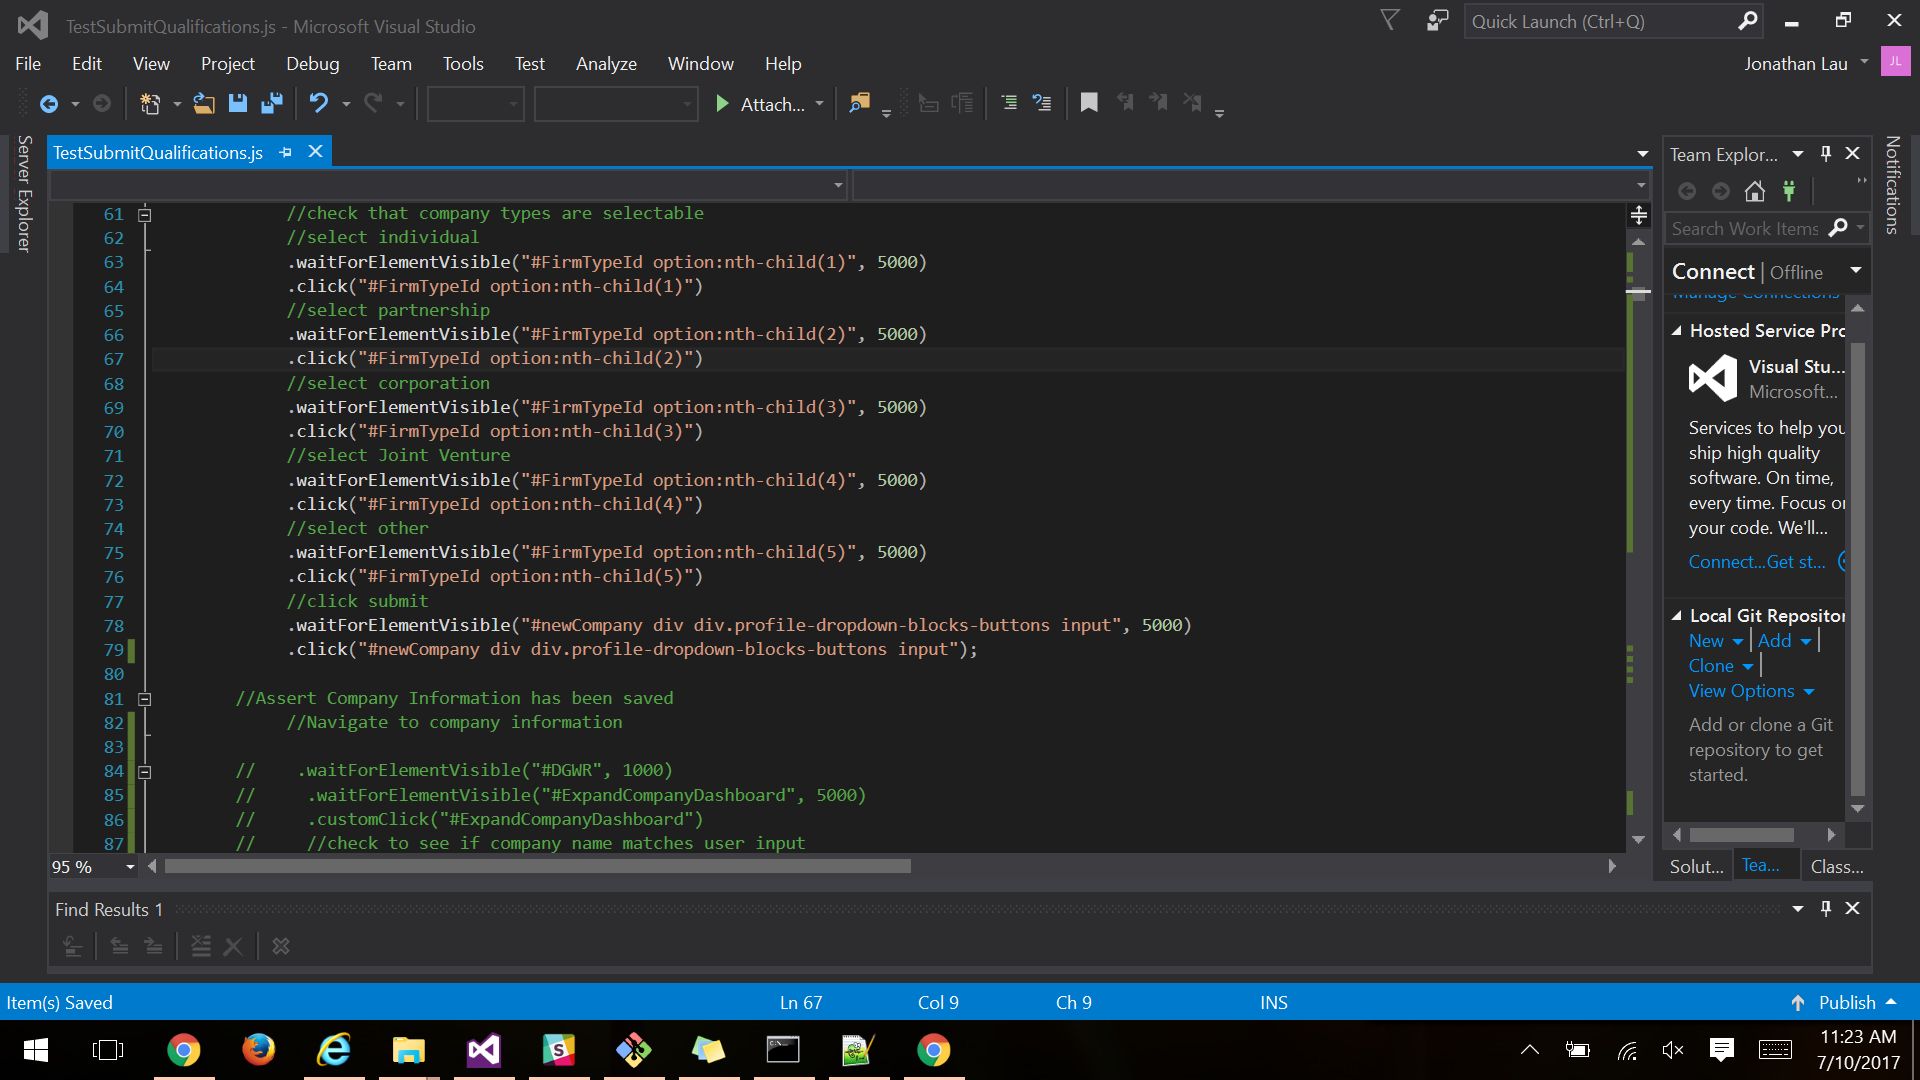 TestSubmitQualifications.js - Microsoft Visual Studio
Quick Launch (Ctrl+Q)
File Edit View Project Debug Team Tools Test Analyze Window Help
Jonathan Lau
JL
Attach...
Server Explorer
TestSubmitQualifications.js
61 //check that company types are selectable
62 //select individual
63 .waitForElementVisible("#FirmTypeId option:nth-child(1)", 5000)
64 .click("#FirmTypeId option:nth-child(1)")
65 //select partnership
66 .waitForElementVisible("#FirmTypeId option:nth-child(2)", 5000)
67 .click("#FirmTypeId option:nth-child(2)")
68 //select corporation
69 .waitForElementVisible("#FirmTypeId option:nth-child(3)", 5000)
70 .click("#FirmTypeId option:nth-child(3)")
71 //select Joint Venture
72 .waitForElementVisible("#FirmTypeId option:nth-child(4)", 5000)
73 .click("#FirmTypeId option:nth-child(4)")
74 //select other
75 .waitForElementVisible("#FirmTypeId option:nth-child(5)", 5000)
76 .click("#FirmTypeId option:nth-child(5)")
77 //click submit
78 .waitForElementVisible("#newCompany div div.profile-dropdown-blocks-buttons input", 5000)
79 .click("#newCompany div div.profile-dropdown-blocks-buttons input");
80
81 //Assert Company Information has been saved
82 //Navigate to company information
83
84 // .waitForElementVisible("#DGWR", 1000)
85 // .waitForElementVisible("#ExpandCompanyDashboard", 5000)
86 // .customClick("#ExpandCompanyDashboard")
87 // //check to see if company name matches user input
95 %
Team Explor...
Search Work Items
Connect | Offline
Manage Connections
Hosted Service Pro
Visual Stu...
Microsoft...
Services to help you
ship high quality
software. On time,
every time. Focus on
your code. We'll...
Connect... Get st...
Local Git Repositor
New | Add |
Clone |
View Options
Add or clone a Git
repository to get
started.
Solut... Tea... Class...
Notifications
Find Results 1
Item(s) Saved Ln 67 Col 9 Ch 9 INS Publish
11:23 AM
7/10/2017